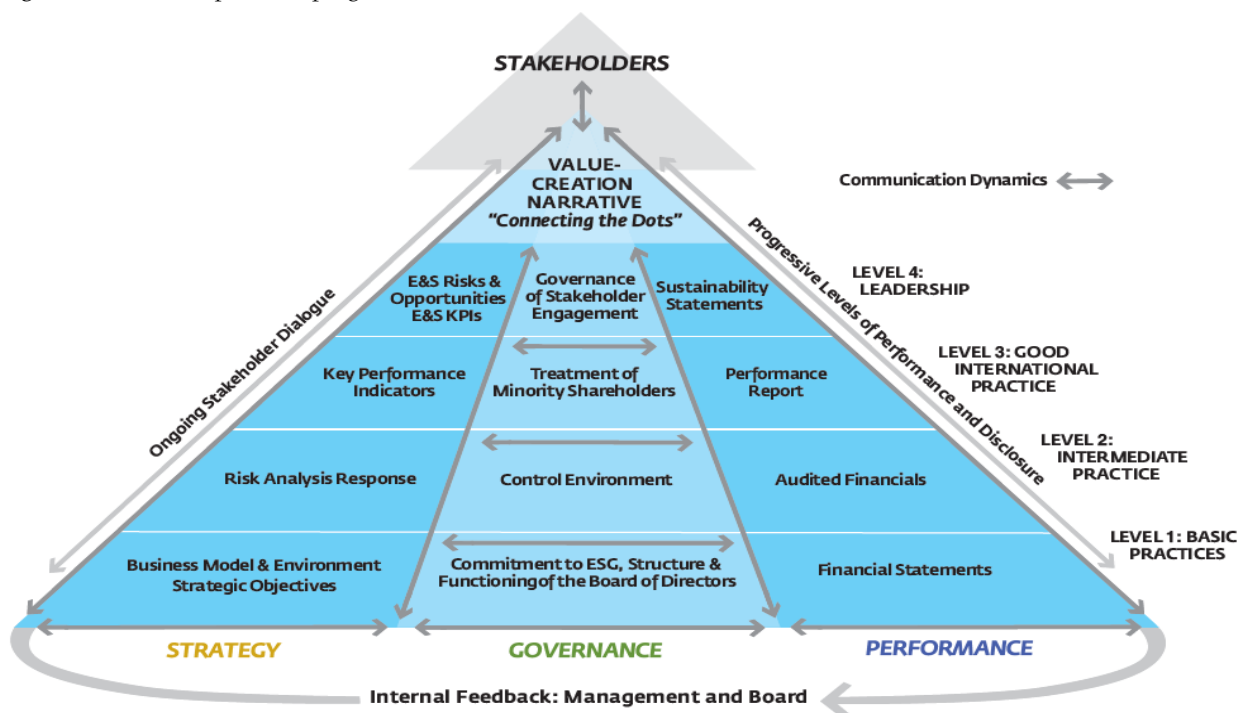 STAKEHOLDERS
VALUE-
CREATION
NARRATIVE
"Connecting the Dots"
Communication Dynamics
Ongoing Stakeholder Dialogue
Progressive Levels of Performance and Disclosure
E&S Risks &
Opportunities
E&S KPIs
Governance
of Stakeholder
Engagement
Sustainability
Statements
LEVEL 4:
LEADERSHIP
Key Performance
Indicators
Treatment of
Minority Shareholders
Performance
Report
LEVEL 3: GOOD
INTERNATIONAL
PRACTICE
Risk Analysis Response
Control Environment
Audited Financials
LEVEL 2:
INTERMEDIATE
PRACTICE
Business Model & Environment
Strategic Objectives
Commitment to ESG, Structure &
Functioning of the Board of Directors
Financial Statements
LEVEL 1: BASIC
PRACTICES
STRATEGY
GOVERNANCE
PERFORMANCE
Internal Feedback: Management and Board